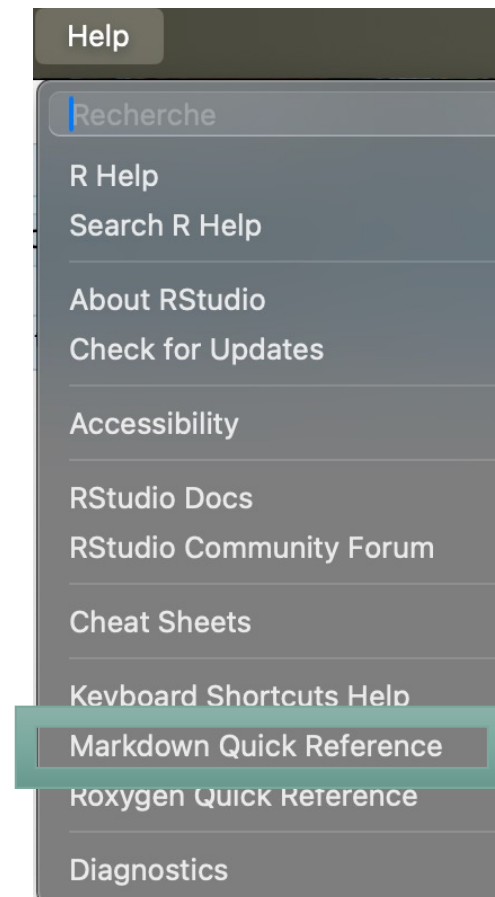 Help
Recherche
R Help
Search R Help
About RStudio
Check for Updates
Accessibility
RStudio Docs
RStudio Community Forum
Cheat Sheets
Keyboard Shortcuts Help
Markdown Quick Reference
Roxygen Quick Reference
Diagnostics